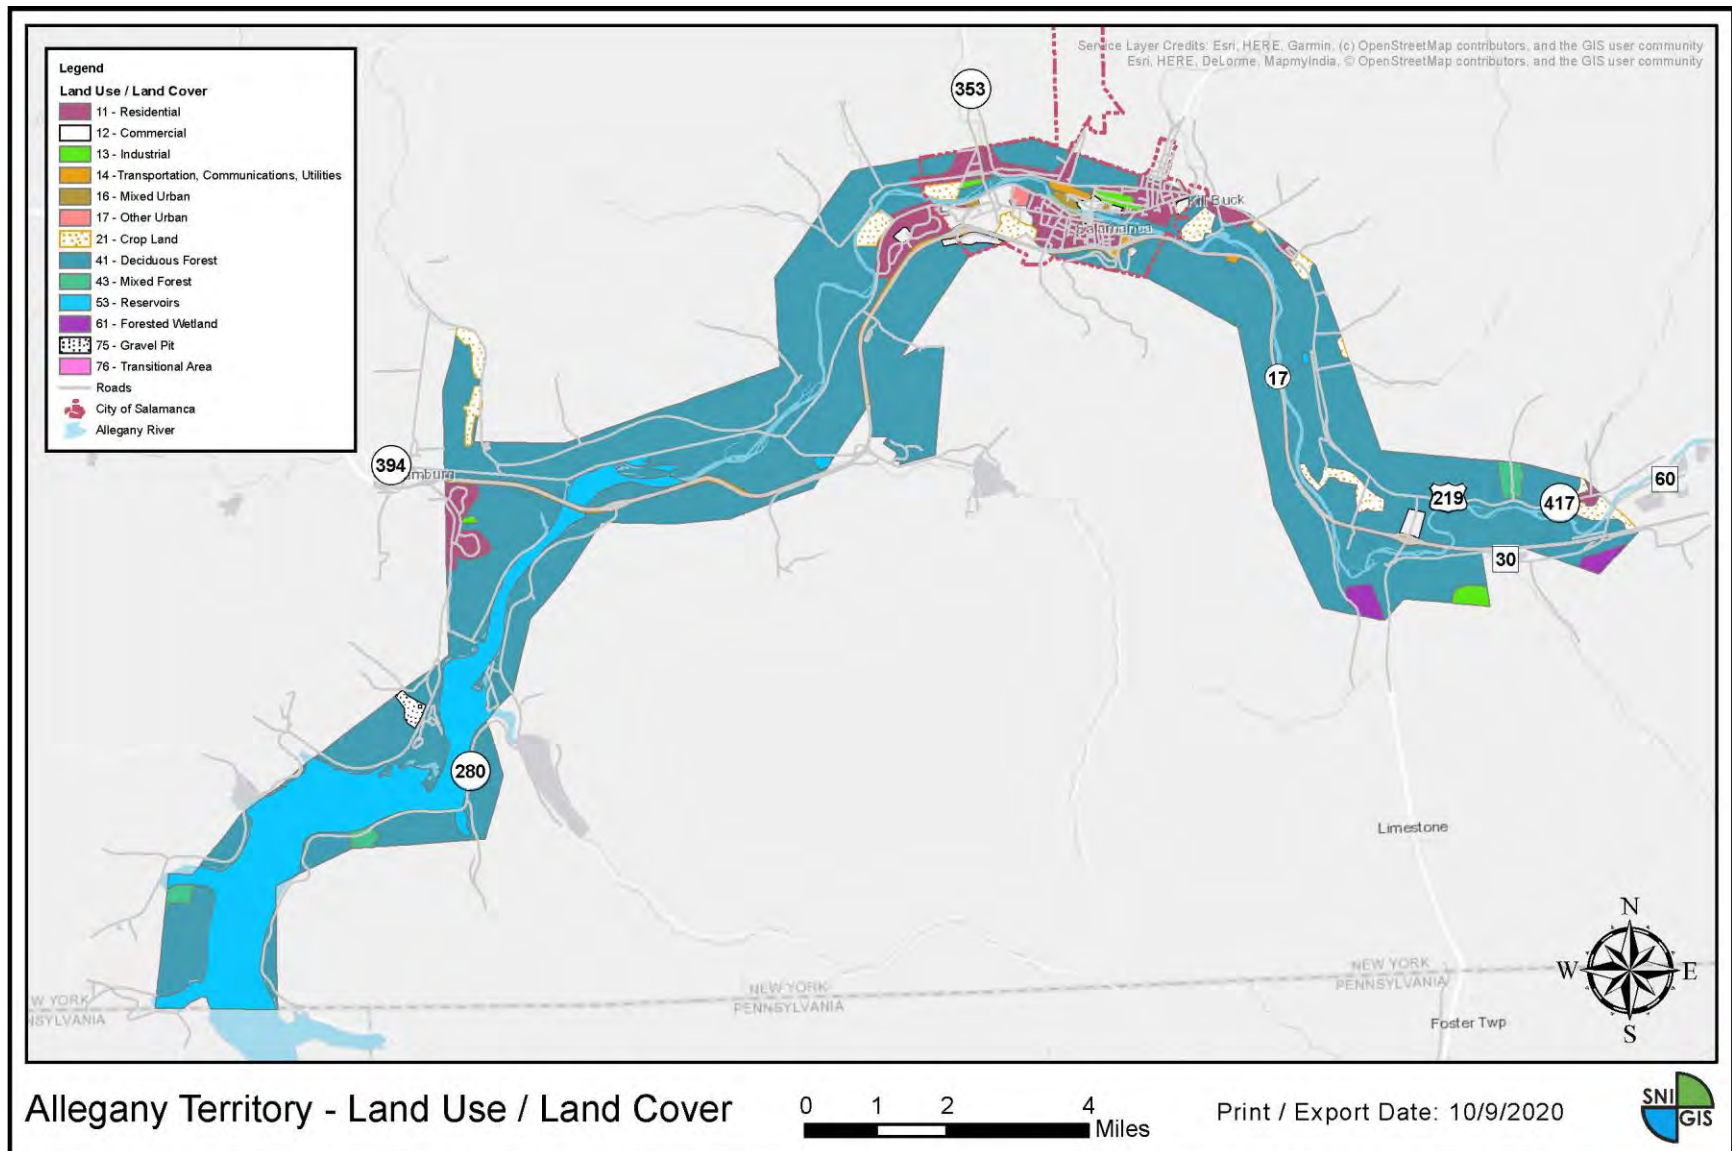 Service Layer Credits: Esri, HERE, Garmin, (c) OpenStreetMap contributors, and the GIS user community
Esri, HERE, DeLorme, MapmyIndia, © OpenStreetMap contributors, and the GIS user community
Legend
Land Use / Land Cover
11 - Residential
12 - Commercial
13 - Industrial
14 -Transportation, Communications, Utilities
16 - Mixed Urban
17 - Other Urban
21 - Crop Land
41 - Deciduous Forest
43 - Mixed Forest
53 - Reservoirs
61 - Forested Wetland
75 - Gravel Pit
76 - Transitional Area
Roads
City of Salamanca
Allegany River
353
Kill Buck
Salamanca
17
394
219
417
60
30
280
Limestone
NEW YORK
PENNSYLVANIA
NEW YORK
PENNSYLVANIA
W YORK
NSYLVANIA
Foster Twp
N
W
E
S
Allegany Territory - Land Use / Land Cover
0 1 2 4
Miles
Print / Export Date: 10/9/2020
SNI
GIS